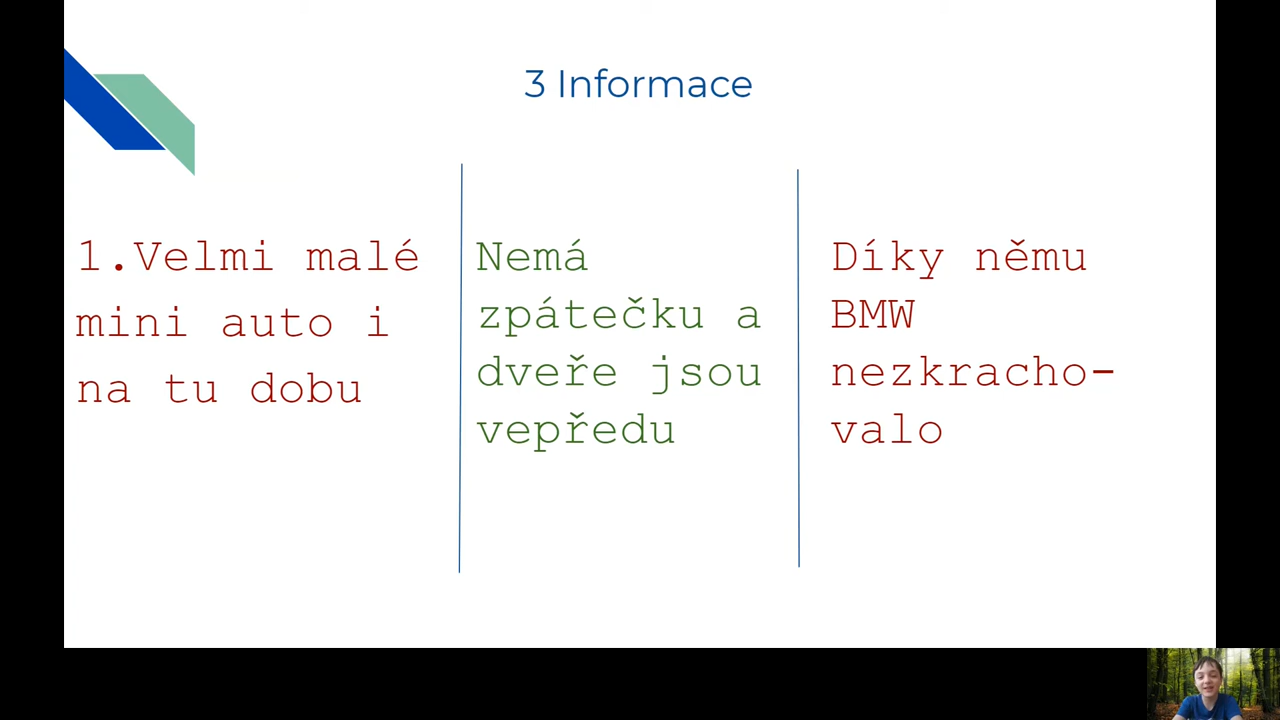 3 Informace
1.Velmi malé
mini auto i
na tu dobu
Nemá
zpátečku a
dveře jsou
vepředu
Díky němu
BMW
nezkracho-
valo